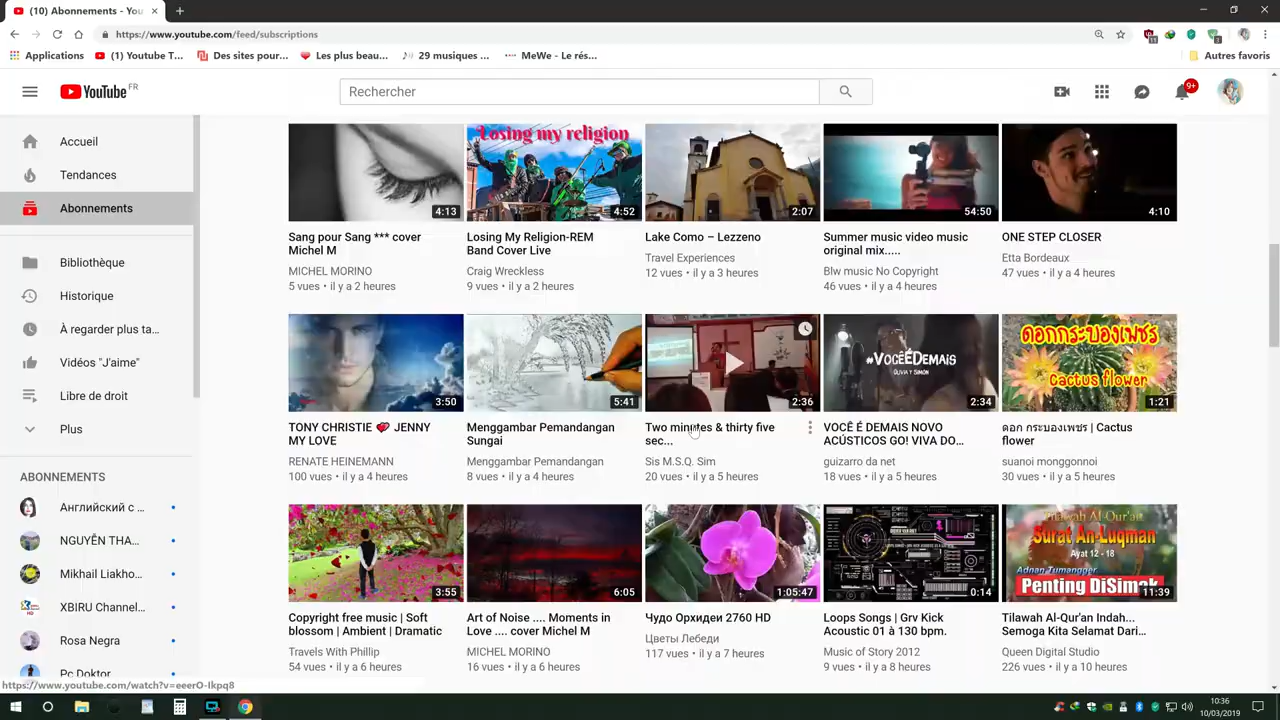 (10) Abonnements - You
https://www.youtube.com/feed/subscriptions
Applications
(1) Youtube T...
Des sites pour...
Les plus beau...
29 musiques ...
MeWe - Le rés...
Autres favoris
YouTube FR
Rechercher
9+
Accueil
Tendances
Abonnements
Bibliothèque
Historique
À regarder plus ta...
Vidéos "J'aime"
Libre de droit
Plus
ABONNEMENTS
Английский с ...
NGUYỄN THA...
Mikhail Liakho...
XBIRU Channel...
Rosa Negra
Pc Doktor
4:13
Sang pour Sang *** cover
Michel M
MICHEL MORINO
5 vues • il y a 2 heures
Losing my religion
4:52
Losing My Religion-REM
Band Cover Live
Craig Wreckless
9 vues • il y a 2 heures
2:07
Lake Como – Lezzeno
Travel Experiences
12 vues • il y a 3 heures
54:50
Summer music video music
original mix.....
Blw music No Copyright
46 vues • il y a 4 heures
4:10
ONE STEP CLOSER
Etta Bordeaux
47 vues • il y a 4 heures
3:50
TONY CHRISTIE 💝 JENNY
MY LOVE
RENATE HEINEMANN
100 vues • il y a 4 heures
5:41
Menggambar Pemandangan
Sungai
Menggambar Pemandangan
8 vues • il y a 4 heures
2:36
Two minutes & thirty five
sec...
Sis M.S.Q. Sim
20 vues • il y a 5 heures
#VOCÊÉDEMAIS
OLIVIA Y SIMON
2:34
VOCÊ É DEMAIS NOVO
ACÚSTICOS GO! VIVA DO...
guizarro da net
18 vues • il y a 5 heures
ดอกกระบองเพชร
Cactus flower
1:21
ดอก กระบองเพชร | Cactus
flower
suanoi monggonnoi
30 vues • il y a 5 heures
3:55
Copyright free music | Soft
blossom | Ambient | Dramatic
Travels With Phillip
54 vues • il y a 6 heures
6:05
Art of Noise .... Moments in
Love .... cover Michel M
MICHEL MORINO
16 vues • il y a 6 heures
1:05:47
Чудо Орхидеи 2760 HD
Цветы Лебеди
117 vues • il y a 7 heures
0:14
Loops Songs | Grv Kick
Acoustic 01 à 130 bpm.
Music of Story 2012
9 vues • il y a 8 heures
Tilawah Al-Qur'an
Surat An-Luqman
Ayat 12 - 18
Adnan Tumangger
Penting DiSimak
11:39
Tilawah Al-Qur'an Indah...
Semoga Kita Selamat Dari...
Queen Digital Studio
226 vues • il y a 10 heures
https://www.youtube.com/watch?v=eeerO-Ikpq8
10:36
10/03/2019